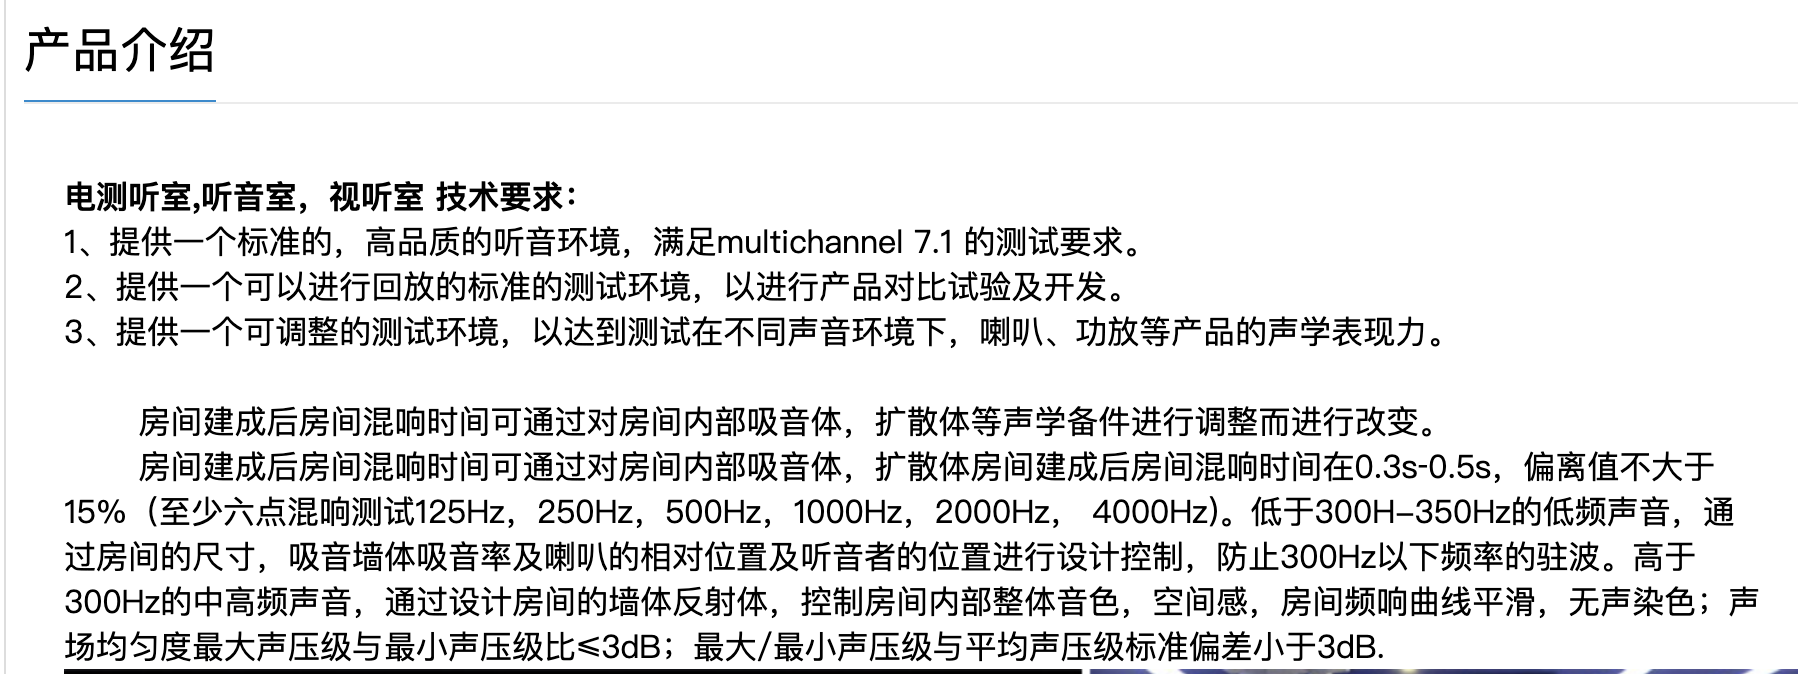 产品介绍
电测听室,听音室，视听室 技术要求：
1、提供一个标准的，高品质的听音环境，满足multichannel 7.1 的测试要求。
2、提供一个可以进行回放的标准的测试环境，以进行产品对比试验及开发。
3、提供一个可调整的测试环境，以达到测试在不同声音环境下，喇叭、功放等产品的声学表现力。
房间建成后房间混响时间可通过对房间内部吸音体，扩散体等声学备件进行调整而进行改变。
房间建成后房间混响时间可通过对房间内部吸音体，扩散体房间建成后房间混响时间在0.3s-0.5s，偏离值不大于
15%（至少六点混响测试125Hz，250Hz，500Hz，1000Hz，2000Hz， 4000Hz)。低于300H–350Hz的低频声音，通
过房间的尺寸，吸音墙体吸音率及喇叭的相对位置及听音者的位置进行设计控制，防止300Hz以下频率的驻波。高于
300Hz的中高频声音，通过设计房间的墙体反射体，控制房间内部整体音色，空间感，房间频响曲线平滑，无声染色；声
场均匀度最大声压级与最小声压级比≤3dB；最大/最小声压级与平均声压级标准偏差小于3dB.